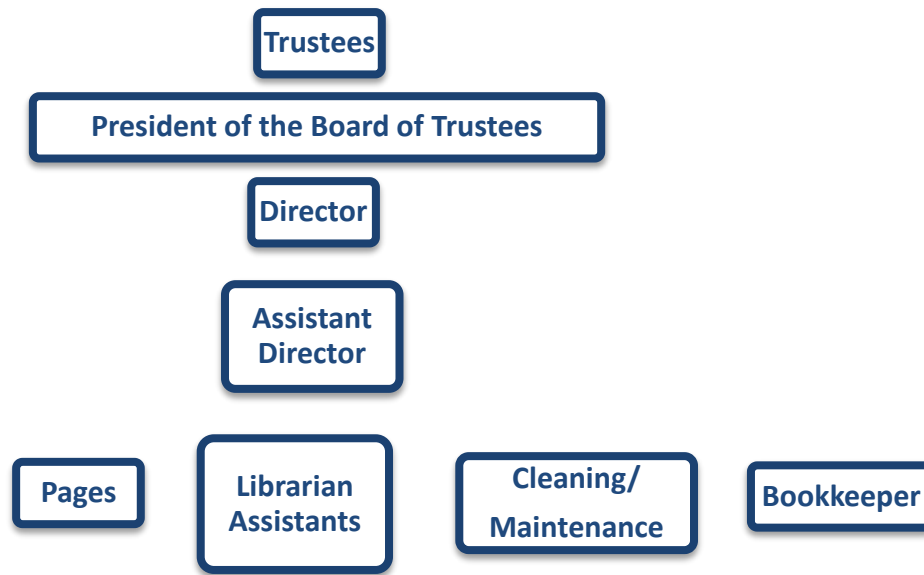 Trustees
President of the Board of Trustees
Director
Assistant
Director
Pages
Librarian
Assistants
Cleaning/
Maintenance
Bookkeeper